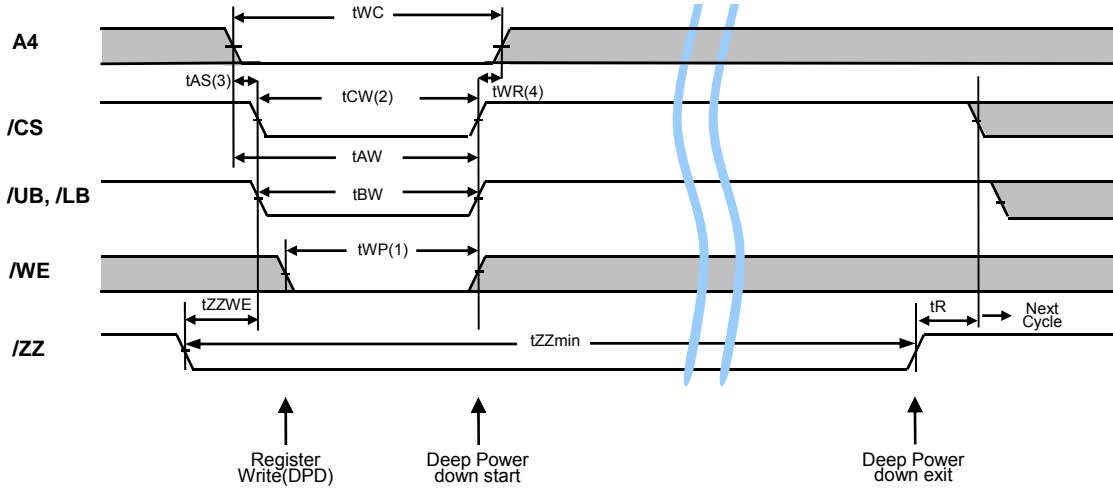 tWC
A4
tAS(3)
tCW(2)
tWR(4)
/CS
tAW
/UB, /LB
tBW
tWP(1)
/WE
tZZWE
tR
Next
Cycle
/ZZ
tZZmin
Register
Write(DPD)
Deep Power
down start
Deep Power
down exit